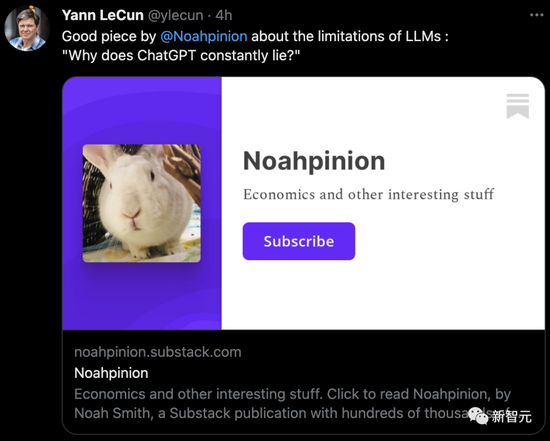 Yann LeCun @ylecun · 4h
Good piece by @Noahpinion about the limitations of LLMs :
"Why does ChatGPT constantly lie?"
Noahpinion
Economics and other interesting stuff
Subscribe
noahpinion.substack.com
Noahpinion
Economics and other interesting stuff. Click to read Noahpinion, by
Noah Smith, a Substack publication with hundreds of
新智元